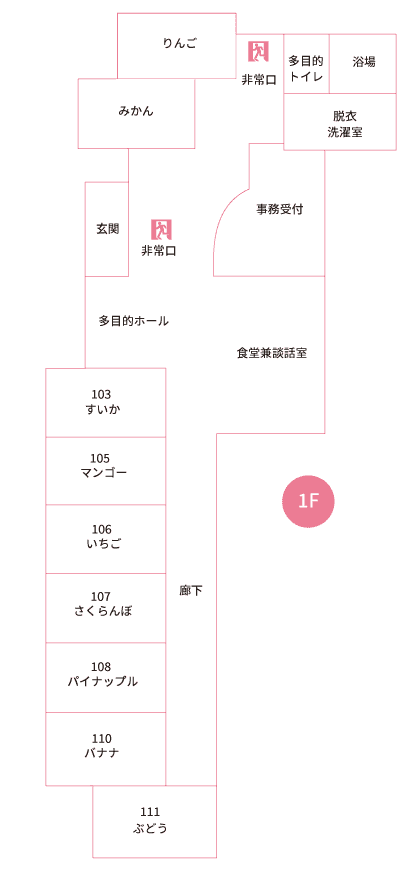 りんご
非常口
多目的
トイレ
浴場
みかん
脱衣
洗濯室
事務受付
玄関
非常口
多目的ホール
食堂兼談話室
103
すいか
105
マンゴー
1F
106
いちご
廊下
107
さくらんぼ
108
パイナップル
110
バナナ
111
ぶどう